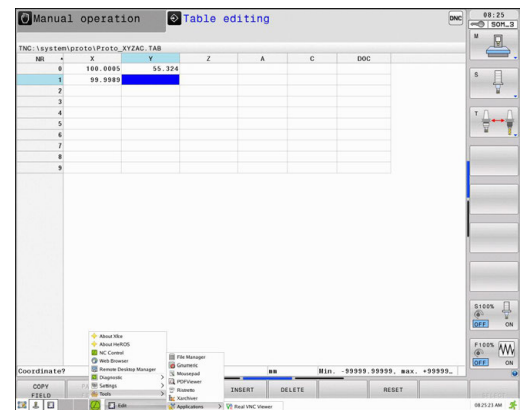 Manual operation
Table editing
DNC
08:25
SOM_3
TNC:\system\proto\Proto_XYZAC.TAB
NR X Y Z A C DOC
0 100.0005 55.324
1 99.9989
2
3
4
5
6
7
8
9
M
S
T
S100%
OFF ON
F100%
OFF ON
About Xfce
About HeROS
NC Control
Web Browser
Remote Desktop Manager
Diagnostic
Settings
Tools
Exit
File Manager
Gnumeric
Mousepad
PDFViewer
Ristretto
Xarchiver
Applications
Real VNC Viewer
Coordinate? mm Min. -99999.99999, max. +99999…
COPY FIELD
INSERT
DELETE
RESET
08:25:23 AM